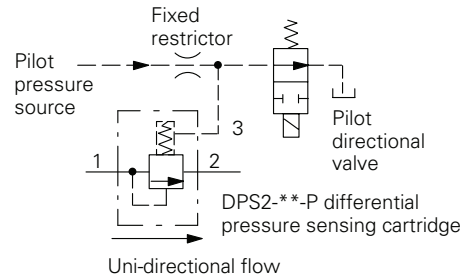 Fixed
restrictor
Pilot
pressure
source
Pilot
directional
valve
3
1
2
DPS2-**-P differential
pressure sensing cartridge
Uni-directional flow